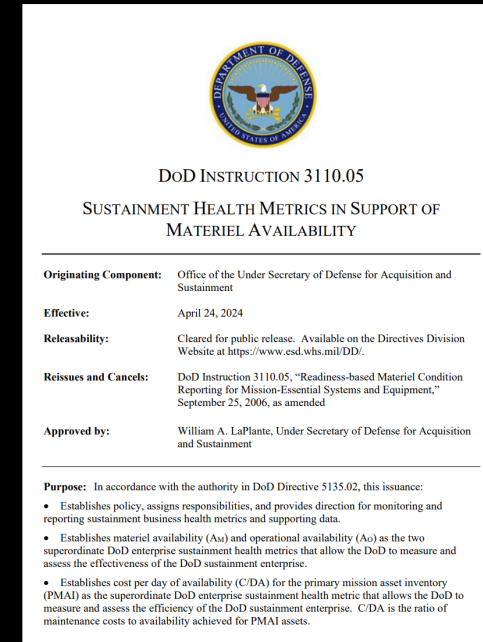 DEPARTMENT OF DEFENSE
UNITED STATES OF AMERICA
DOD INSTRUCTION 3110.05
SUSTAINMENT HEALTH METRICS IN SUPPORT OF
MATERIEL AVAILABILITY
Originating Component: Office of the Under Secretary of Defense for Acquisition and
Sustainment
Effective: April 24, 2024
Releasability: Cleared for public release. Available on the Directives Division
Website at https://www.esd.whs.mil/DD/.
Reissues and Cancels: DoD Instruction 3110.05, “Readiness-based Materiel Condition
Reporting for Mission-Essential Systems and Equipment,”
September 25, 2006, as amended
Approved by: William A. LaPlante, Under Secretary of Defense for Acquisition
and Sustainment
Purpose: In accordance with the authority in DoD Directive 5135.02, this issuance:
• Establishes policy, assigns responsibilities, and provides direction for monitoring and
reporting sustainment business health metrics and supporting data.
• Establishes materiel availability (AM) and operational availability (AO) as the two
superordinate DoD enterprise sustainment health metrics that allow the DoD to measure and
assess the effectiveness of the DoD sustainment enterprise.
• Establishes cost per day of availability (C/DA) for the primary mission asset inventory
(PMAI) as the superordinate DoD enterprise sustainment health metric that allows the DoD to
measure and assess the efficiency of the DoD sustainment enterprise. C/DA is the ratio of
maintenance costs to availability achieved for PMAI assets.